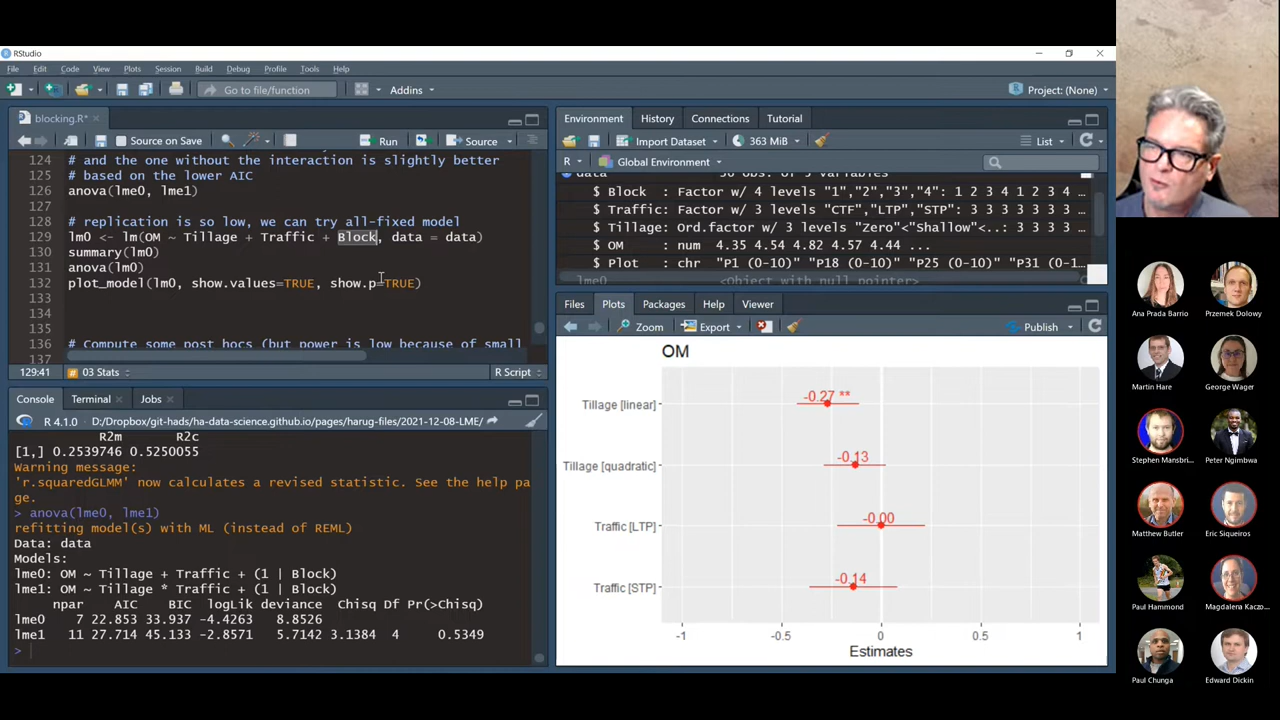 RStudio
File Edit Code View Plots Session Build Debug Profile Tools Help
Go to file/function
Addins
Project: (None)
blocking.R*
Source on Save
Run
Source
124 # and the one without the interaction is slightly better
125 # based on the lower AIC
126 anova(lme0, lme1)
127
128 # replication is so low, we can try all-fixed model
129 lm0 <- lm(OM ~ Tillage + Traffic + Block, data = data)
130 summary(lm0)
131 anova(lm0)
132 plot_model(lm0, show.values=TRUE, show.p=TRUE)
133
134
135
136 # Compute some post hocs (but power is low because of small
137
129:41 03 Stats R Script
Console Terminal Jobs
R 4.1.0 D:/Dropbox/git-hads/ha-data-science.github.io/pages/harug-files/2021-12-08-LME/
R2m R2c
[1,] 0.2539746 0.5250055
Warning message:
'r.squaredGLMM' now calculates a revised statistic. See the help pa
ge.
> anova(lme0, lme1)
refitting model(s) with ML (instead of REML)
Data: data
Models:
lme0: OM ~ Tillage + Traffic + (1 | Block)
lme1: OM ~ Tillage * Traffic + (1 | Block)
npar AIC BIC logLik deviance Chisq Df Pr(>Chisq)
lme0 7 22.853 33.937 -4.4263 8.8526
lme1 11 27.714 45.133 -2.8571 5.7142 3.1384 4 0.5349
>
Environment History Connections Tutorial
Import Dataset 363 MiB List
R Global Environment
data
$ Block : Factor w/ 4 levels "1","2","3","4": 1 2 3 4 1 2 3 4 …
$ Traffic: Factor w/ 3 levels "CTF","LTP","STP": 3 3 3 3 3 3 3 …
$ Tillage: Ord.factor w/ 3 levels "Zero"<"Shallow"<..: 3 3 3 3 …
$ OM : num 4.35 4.54 4.82 4.57 4.44 ...
$ Plot : chr "P1 (0-10)" "P18 (0-10)" "P25 (0-10)" "P31 (0-1…
lme0 <Object with null pointer>
Files Plots Packages Help Viewer
Zoom Export Publish
OM
Tillage [linear]
-0.27 **
Tillage [quadratic]
-0.13
Traffic [LTP]
-0.00
Traffic [STP]
-0.14
-1 -0.5 0 0.5 1
Estimates
Ana Prada Barrio
Przemek Dolowy
Martin Hare
George Wager
Stephen Mansbri...
Peter Ngimbwa
Matthew Butler
Eric Siqueiros
Paul Hammond
Magdalena Kaczo...
Paul Chunga
Edward Dickin